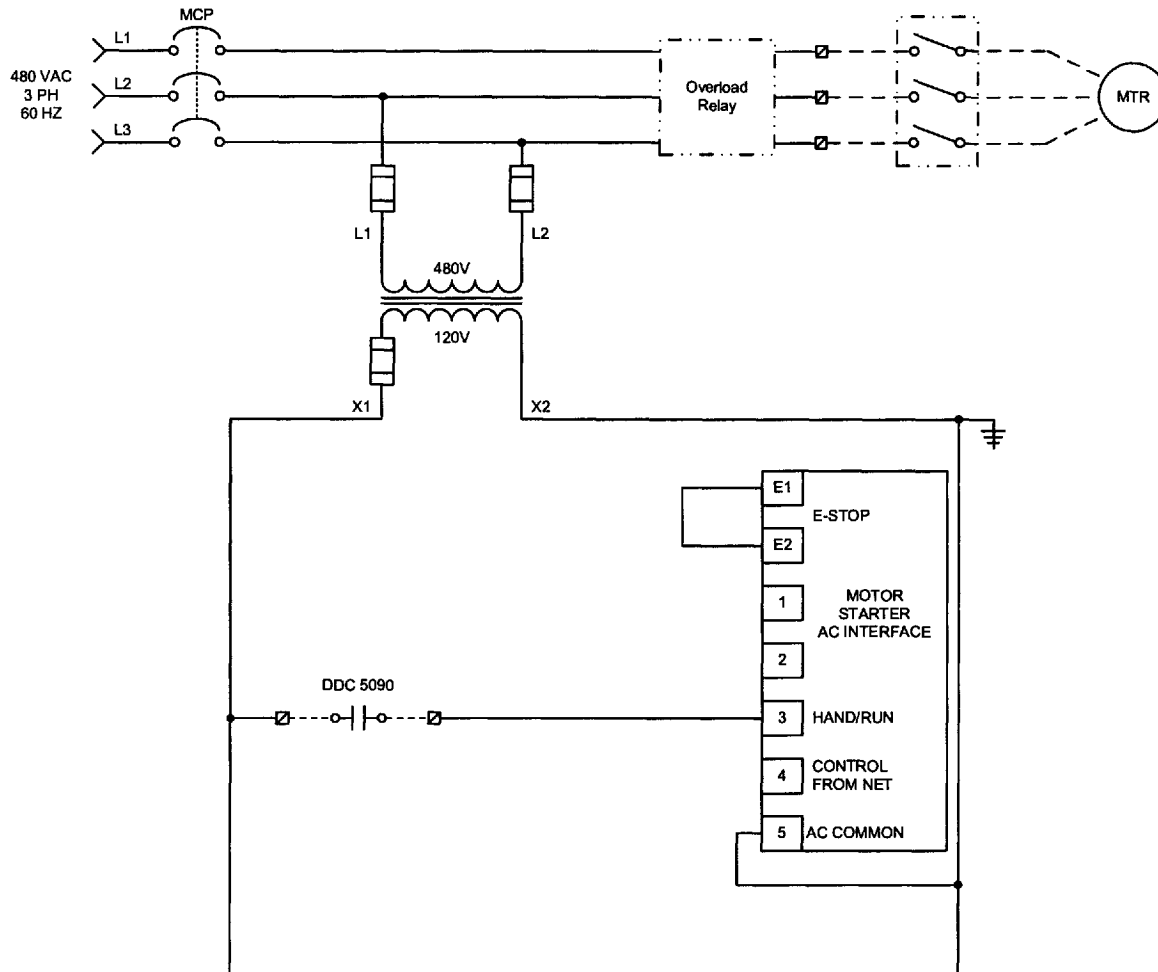 MCP
L1
480 VAC
3 PH
60 HZ
L2
L3
Overload
Relay
MTR
L1
L2
480V
120V
X1
X2
E1
E-STOP
E2
1
MOTOR
STARTER
AC INTERFACE
2
DDC 5090
3
HAND/RUN
4
CONTROL
FROM NET
5
AC COMMON